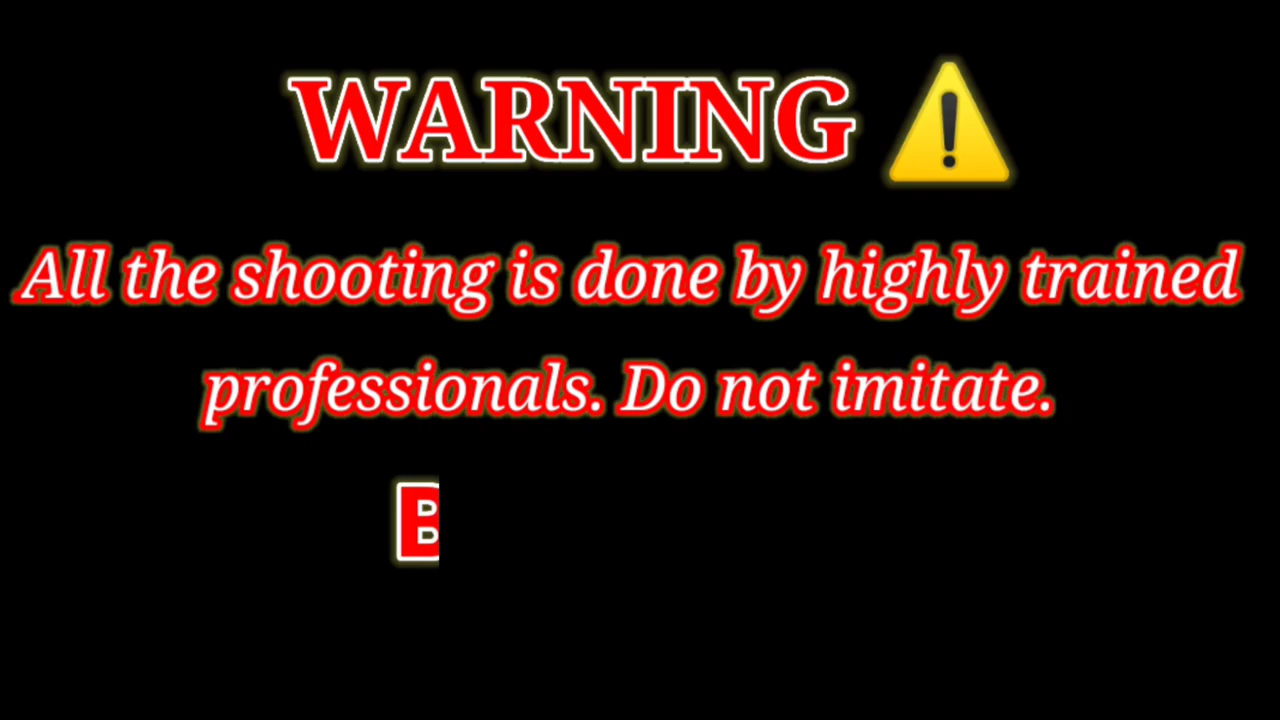 WARNING ⚠️
All the shooting is done by highly trained
professionals. Do not imitate.